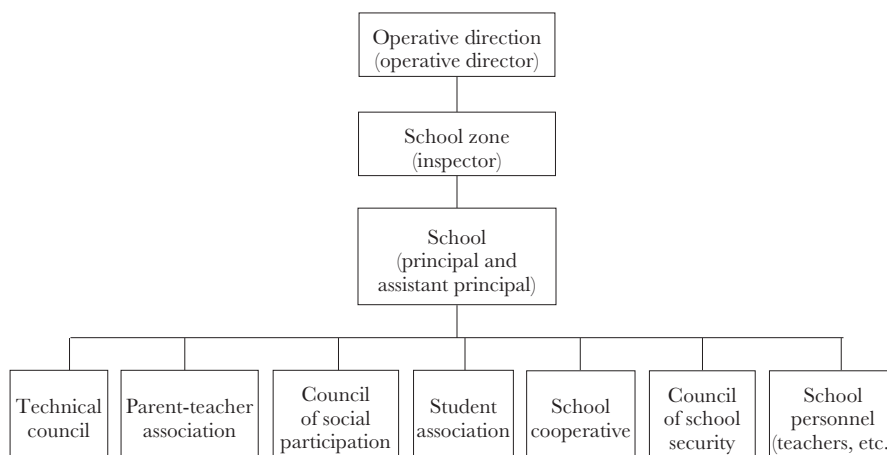 Operative direction
(operative director)
School zone
(inspector)
School
(principal and
assistant principal)
Technical
council
Parent-teacher
association
Council
of social
participation
Student
association
School
cooperative
Council
of school
security
School
personnel
(teachers, etc.